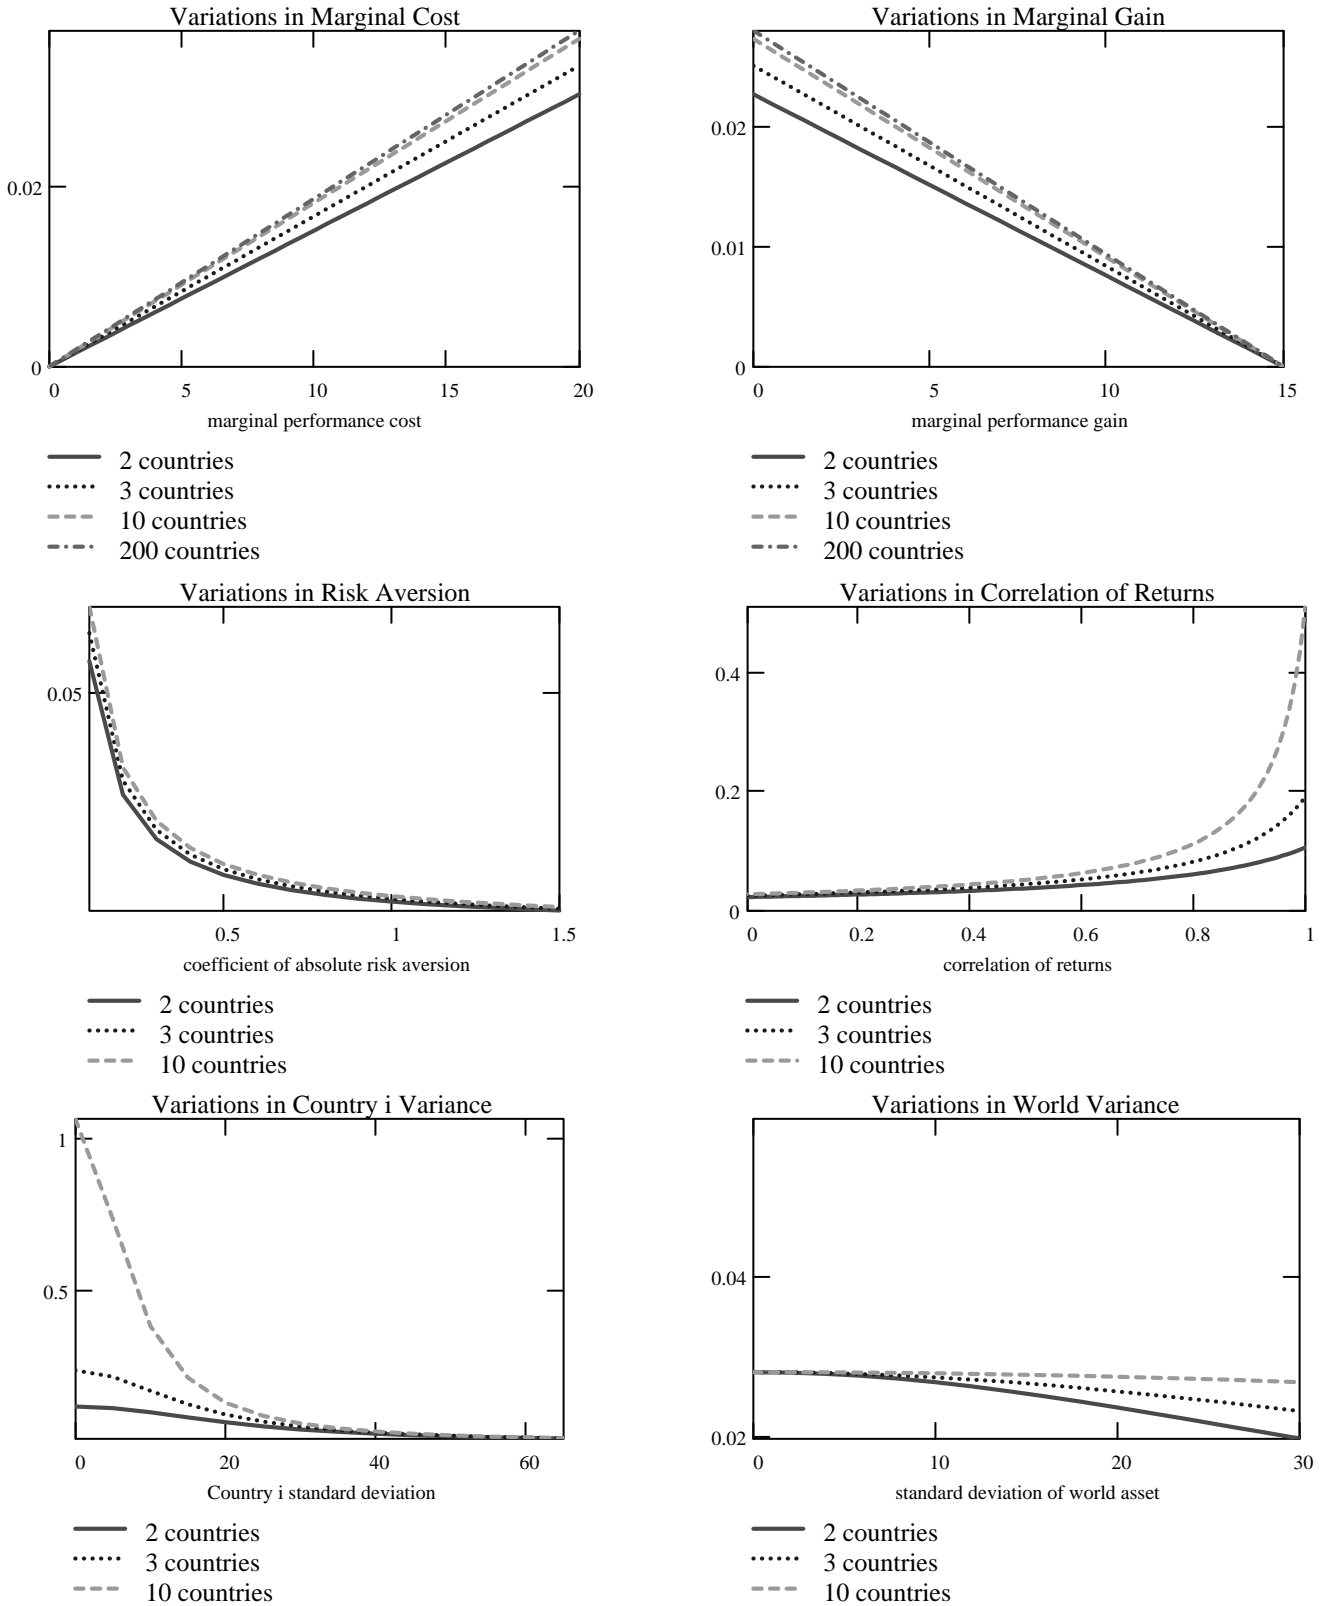 Variations in Marginal Cost
0.02
0
0 5 10 15 20
marginal performance cost
2 countries
3 countries
10 countries
200 countries
Variations in Marginal Gain
0.02
0.01
0
0 5 10 15
marginal performance gain
2 countries
3 countries
10 countries
200 countries
Variations in Risk Aversion
0.05
0.5 1 1.5
coefficient of absolute risk aversion
2 countries
3 countries
10 countries
Variations in Correlation of Returns
0.4
0.2
0
0 0.2 0.4 0.6 0.8 1
correlation of returns
2 countries
3 countries
10 countries
Variations in Country i Variance
1
0.5
0 20 40 60
Country i standard deviation
2 countries
3 countries
10 countries
Variations in World Variance
0.04
0.02
0 10 20 30
standard deviation of world asset
2 countries
3 countries
10 countries